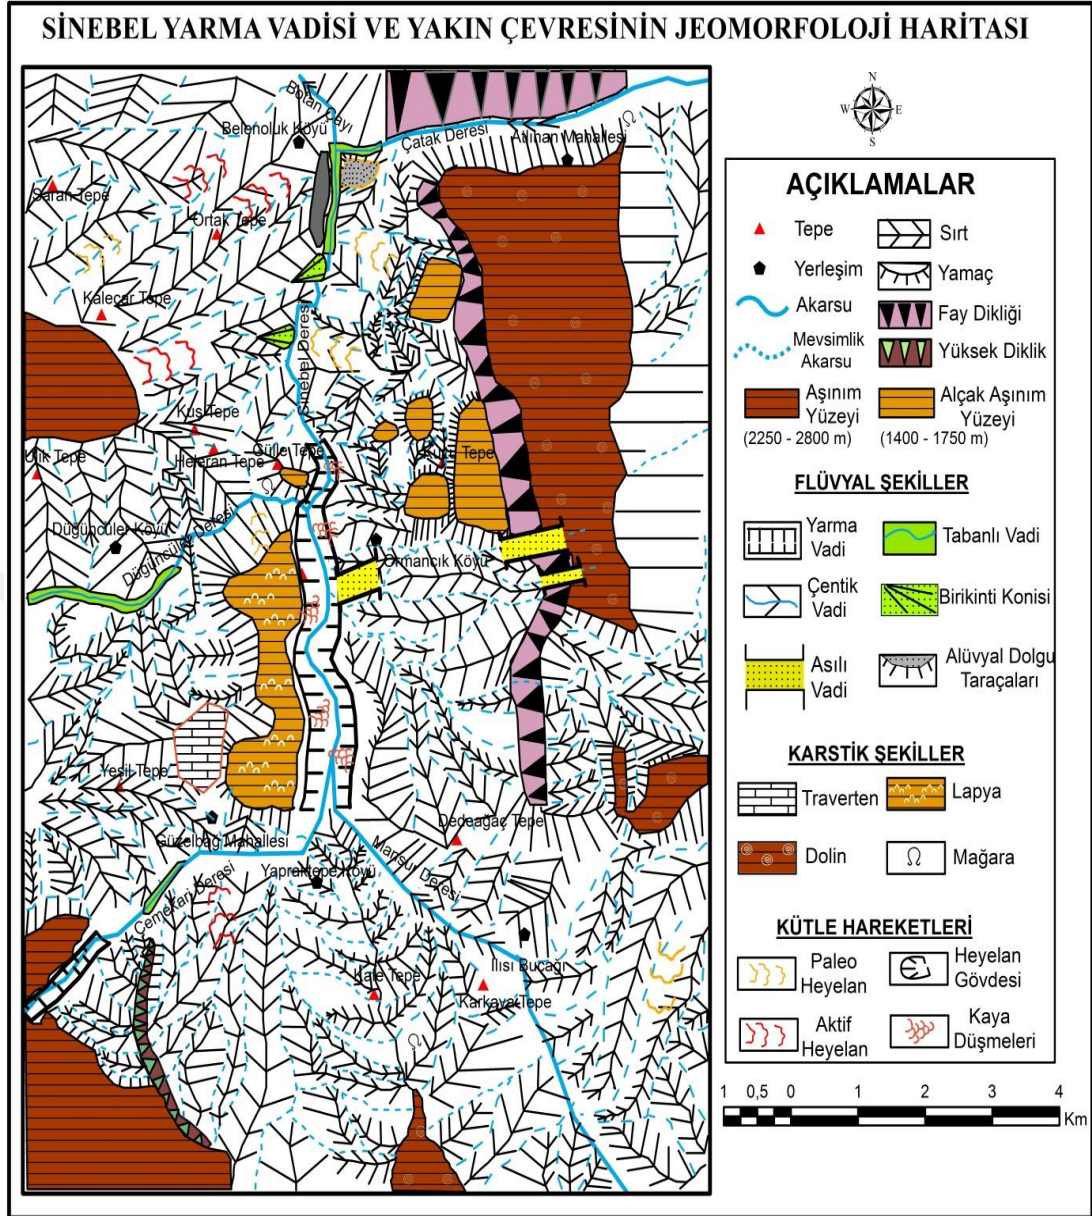 SİNEBEL YARMA VADİSİ VE YAKIN ÇEVRESİNİN JEOMORFOLOJİ HARİTASI
Botan Çayı
Belenoluk Köyü
Çatak Deresi
Atlıhan Mahallesi
Saran Tepe
Ortak Tepe
Kaleçar Tepe
Sinebel Deresi
Kuş Tepe
Heleran Tepe
Gülle Tepe
Kuru Tepe
Ulik Tepe
Düğüncüler Köyü
Düğüncüler Deresi
Ormancık Köyü
Yeşil Tepe
Güzelbağ Mahallesi
Dedeağaç Tepe
Yapraktepe Köyü
Marsul Deresi
Cemekari Deresi
Kale Tepe
Ilısı Bucağı
Karkaya Tepe
N
W
E
S
AÇIKLAMALAR
Tepe
Sırt
Yerleşim
Yamaç
Akarsu
Fay Dikliği
Mevsimlik
Akarsu
Yüksek Diklik
Aşınım
Yüzeyi
(2250 - 2800 m)
Alçak Aşınım
Yüzeyi
(1400 - 1750 m)
FLÜVYAL ŞEKİLLER
Yarma
Vadi
Tabanlı Vadi
Çentik
Vadi
Birikinti Konisi
Asılı
Vadi
Alüvyal Dolgu
Taraçaları
KARSTİK ŞEKİLLER
Traverten
Lapya
Dolin
Mağara
KÜTLE HAREKETLERİ
Paleo
Heyelan
Heyelan
Gövdesi
Aktif
Heyelan
Kaya
Düşmeleri
1 0,5 0 1 2 3 4
Km